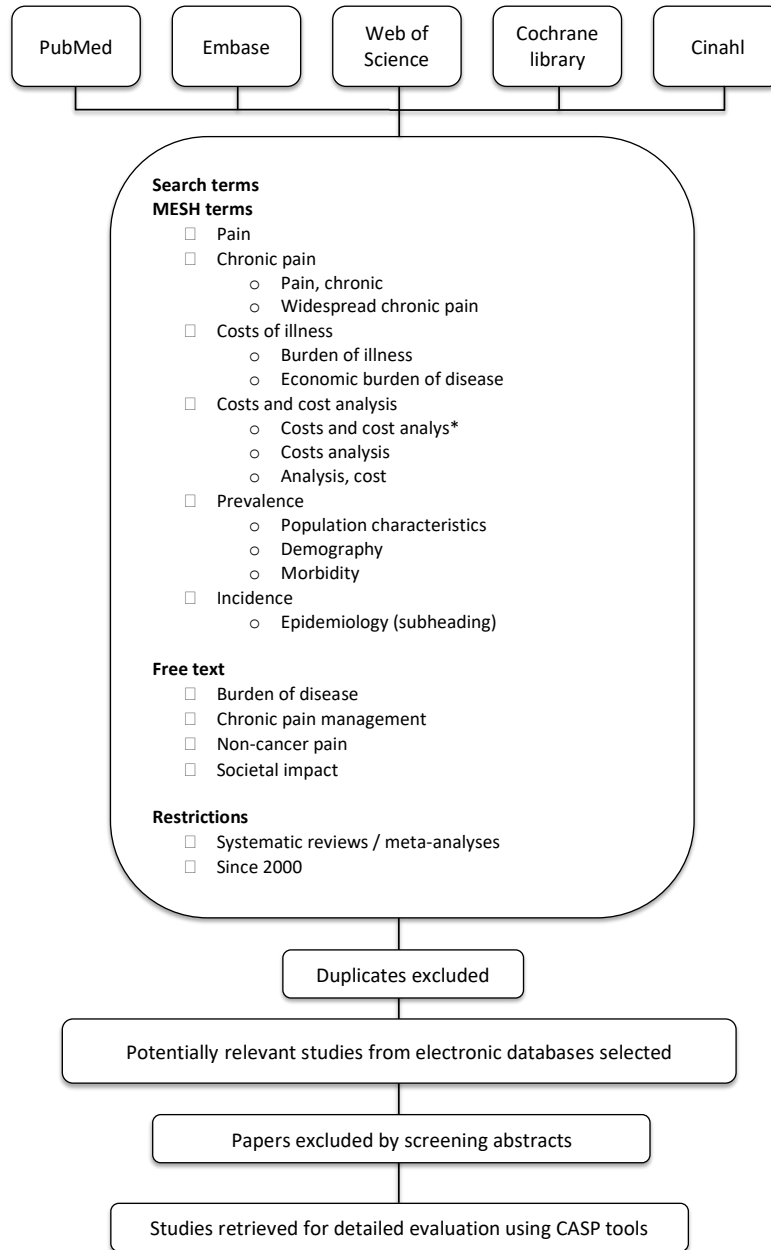 PubMed
Embase
Web of
Science
Cochrane
library
Cinahl
Search terms
MESH terms
Pain
Chronic pain
Pain, chronic
Widespread chronic pain
Costs of illness
Burden of illness
Economic burden of disease
Costs and cost analysis
Costs and cost analys*
Costs analysis
Analysis, cost
Prevalence
Population characteristics
Demography
Morbidity
Incidence
Epidemiology (subheading)
Free text
Burden of disease
Chronic pain management
Non-cancer pain
Societal impact
Restrictions
Systematic reviews / meta-analyses
Since 2000
Duplicates excluded
Potentially relevant studies from electronic databases selected
Papers excluded by screening abstracts
Studies retrieved for detailed evaluation using CASP tools